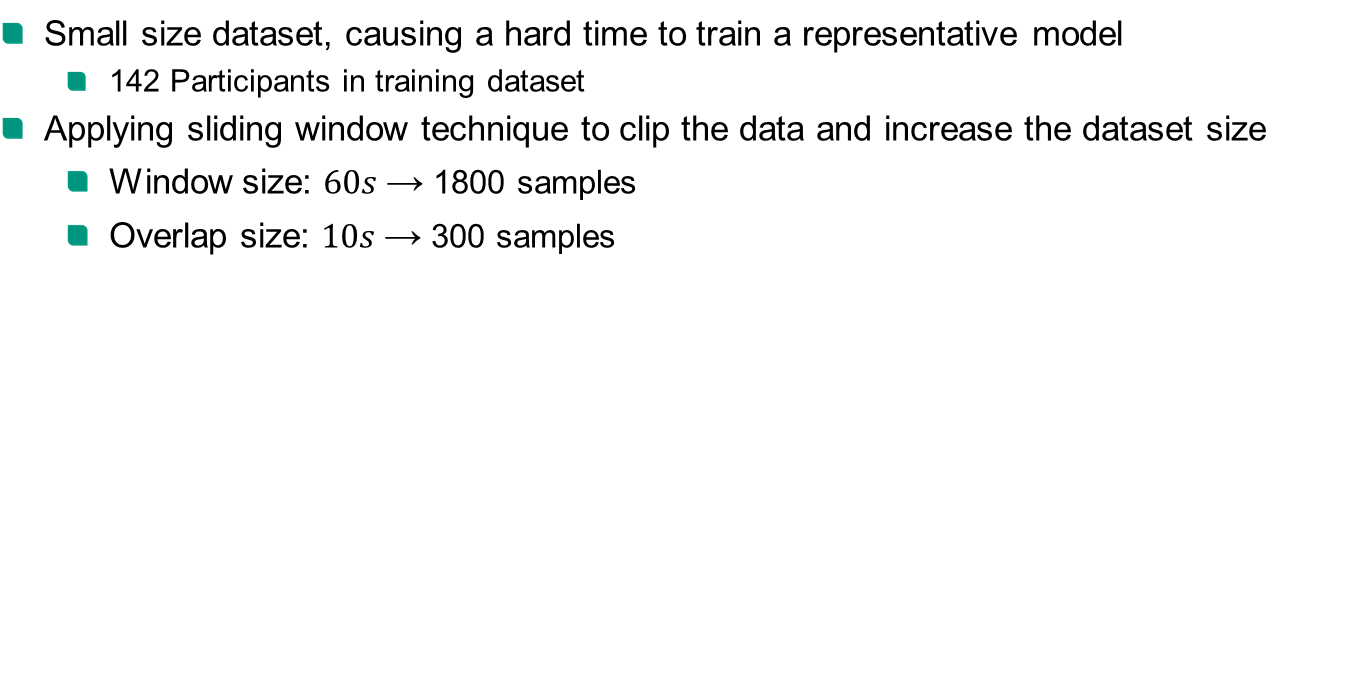 Small size dataset, causing a hard time to train a representative model
142 Participants in training dataset
Applying sliding window technique to clip the data and increase the dataset size
Window size: 60s → 1800 samples
Overlap size: 10s → 300 samples